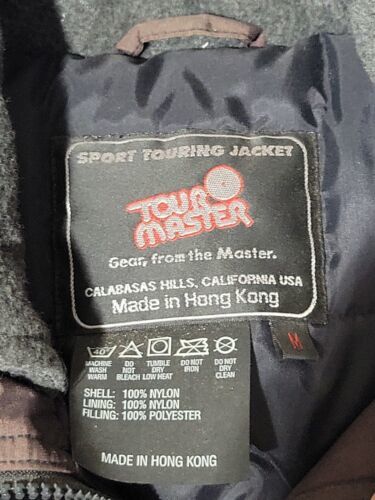 SPORT TOURING JACKET
TOUR
MASTER
Gear, from the Master.
CALABASAS HILLS, CALIFORNIA USA
Made in Hong Kong
M
40
MACHINE WASH WARM
DO NOT BLEACH
TUMBLE DRY LOW HEAT
DO NOT IRON
DO NOT DRY CLEAN
SHELL: 100% NYLON
LINING: 100% NYLON
FILLING: 100% POLYESTER
MADE IN HONG KONG